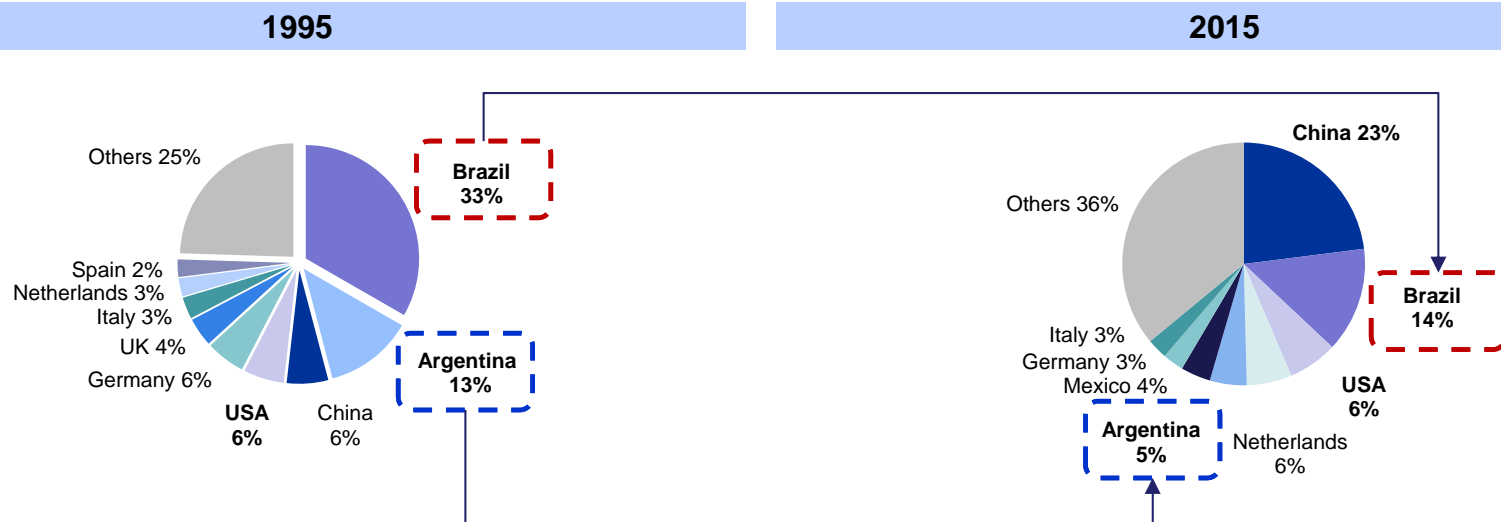 1995
Others 25%
Brazil
33%
Spain 2%
Netherlands 3%
Italy 3%
UK 4%
Germany 6%
USA
6%
China
6%
Argentina
13%
2015
China 23%
Others 36%
Brazil
14%
Italy 3%
Germany 3%
Mexico 4%
USA
6%
Argentina
5%
Netherlands
6%